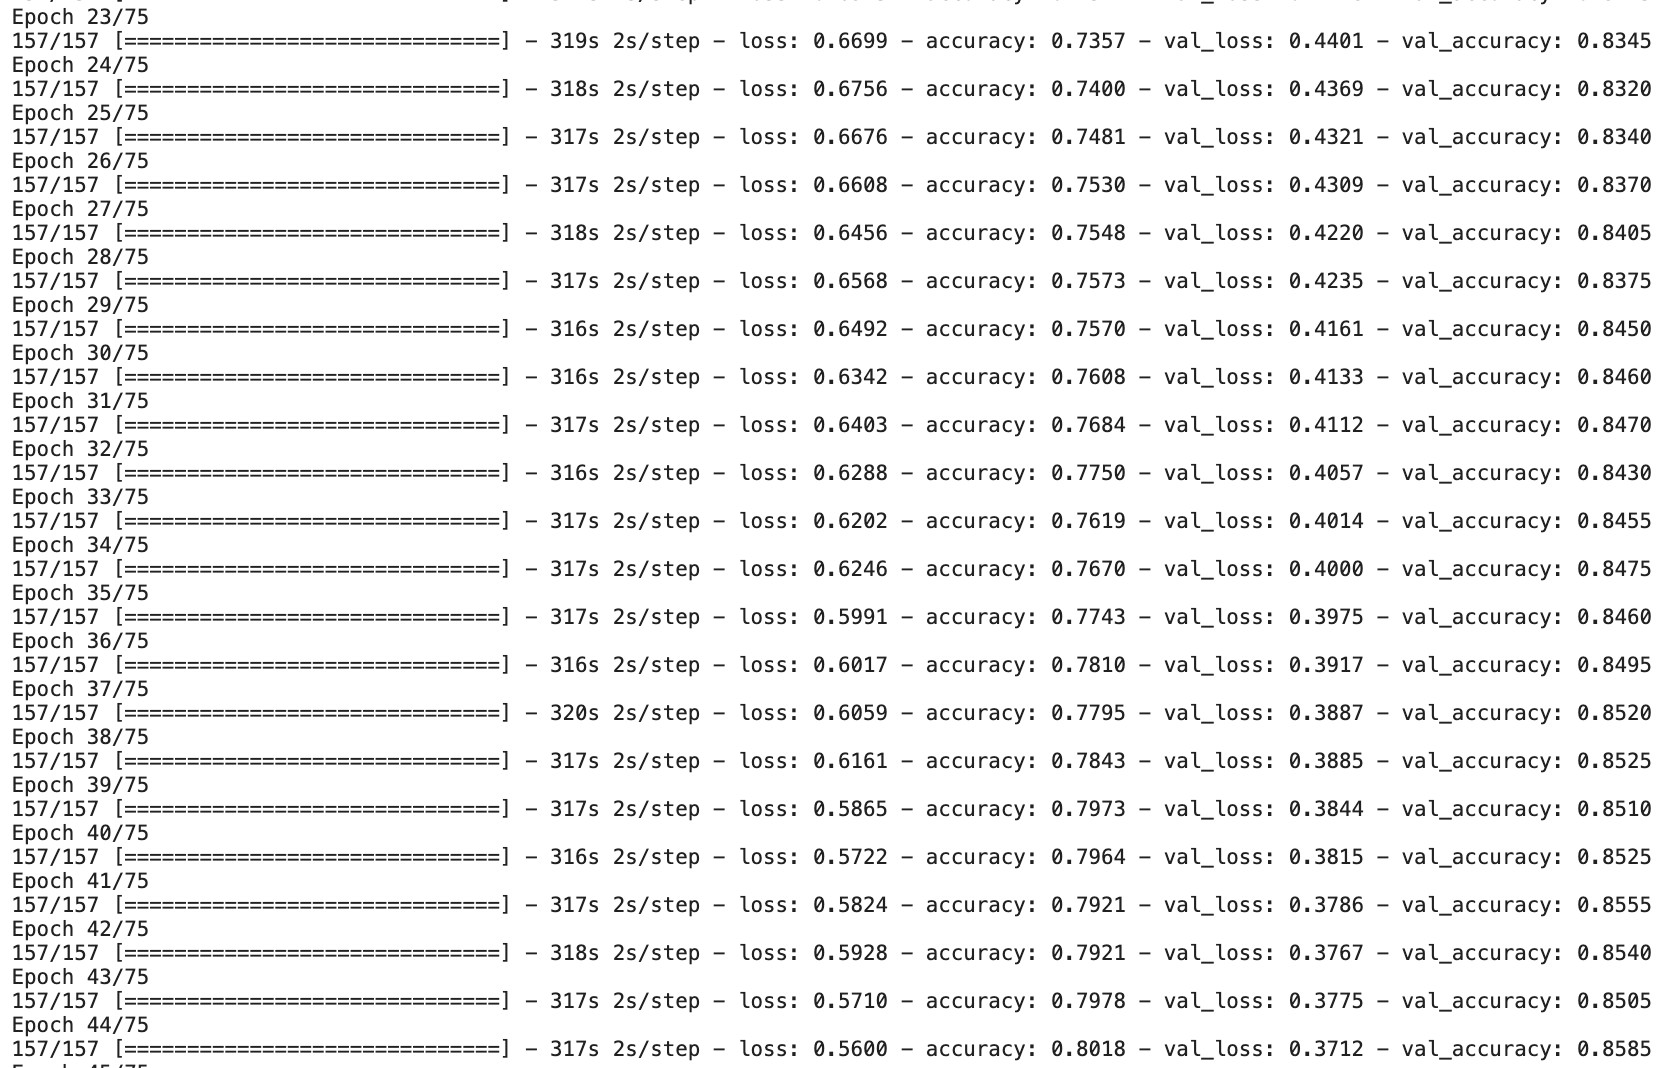 Epoch 23/75
157/157 [==============================] - 319s 2s/step - loss: 0.6699 - accuracy: 0.7357 - val_loss: 0.4401 - val_accuracy: 0.8345
Epoch 24/75
157/157 [==============================] - 318s 2s/step - loss: 0.6756 - accuracy: 0.7400 - val_loss: 0.4369 - val_accuracy: 0.8320
Epoch 25/75
157/157 [==============================] - 317s 2s/step - loss: 0.6676 - accuracy: 0.7481 - val_loss: 0.4321 - val_accuracy: 0.8340
Epoch 26/75
157/157 [==============================] - 317s 2s/step - loss: 0.6608 - accuracy: 0.7530 - val_loss: 0.4309 - val_accuracy: 0.8370
Epoch 27/75
157/157 [==============================] - 318s 2s/step - loss: 0.6456 - accuracy: 0.7548 - val_loss: 0.4220 - val_accuracy: 0.8405
Epoch 28/75
157/157 [==============================] - 317s 2s/step - loss: 0.6568 - accuracy: 0.7573 - val_loss: 0.4235 - val_accuracy: 0.8375
Epoch 29/75
157/157 [==============================] - 316s 2s/step - loss: 0.6492 - accuracy: 0.7570 - val_loss: 0.4161 - val_accuracy: 0.8450
Epoch 30/75
157/157 [==============================] - 316s 2s/step - loss: 0.6342 - accuracy: 0.7608 - val_loss: 0.4133 - val_accuracy: 0.8460
Epoch 31/75
157/157 [==============================] - 317s 2s/step - loss: 0.6403 - accuracy: 0.7684 - val_loss: 0.4112 - val_accuracy: 0.8470
Epoch 32/75
157/157 [==============================] - 316s 2s/step - loss: 0.6288 - accuracy: 0.7750 - val_loss: 0.4057 - val_accuracy: 0.8430
Epoch 33/75
157/157 [==============================] - 317s 2s/step - loss: 0.6202 - accuracy: 0.7619 - val_loss: 0.4014 - val_accuracy: 0.8455
Epoch 34/75
157/157 [==============================] - 317s 2s/step - loss: 0.6246 - accuracy: 0.7670 - val_loss: 0.4000 - val_accuracy: 0.8475
Epoch 35/75
157/157 [==============================] - 317s 2s/step - loss: 0.5991 - accuracy: 0.7743 - val_loss: 0.3975 - val_accuracy: 0.8460
Epoch 36/75
157/157 [==============================] - 316s 2s/step - loss: 0.6017 - accuracy: 0.7810 - val_loss: 0.3917 - val_accuracy: 0.8495
Epoch 37/75
157/157 [==============================] - 320s 2s/step - loss: 0.6059 - accuracy: 0.7795 - val_loss: 0.3887 - val_accuracy: 0.8520
Epoch 38/75
157/157 [==============================] - 317s 2s/step - loss: 0.6161 - accuracy: 0.7843 - val_loss: 0.3885 - val_accuracy: 0.8525
Epoch 39/75
157/157 [==============================] - 317s 2s/step - loss: 0.5865 - accuracy: 0.7973 - val_loss: 0.3844 - val_accuracy: 0.8510
Epoch 40/75
157/157 [==============================] - 316s 2s/step - loss: 0.5722 - accuracy: 0.7964 - val_loss: 0.3815 - val_accuracy: 0.8525
Epoch 41/75
157/157 [==============================] - 317s 2s/step - loss: 0.5824 - accuracy: 0.7921 - val_loss: 0.3786 - val_accuracy: 0.8555
Epoch 42/75
157/157 [==============================] - 318s 2s/step - loss: 0.5928 - accuracy: 0.7921 - val_loss: 0.3767 - val_accuracy: 0.8540
Epoch 43/75
157/157 [==============================] - 317s 2s/step - loss: 0.5710 - accuracy: 0.7978 - val_loss: 0.3775 - val_accuracy: 0.8505
Epoch 44/75
157/157 [==============================] - 317s 2s/step - loss: 0.5600 - accuracy: 0.8018 - val_loss: 0.3712 - val_accuracy: 0.8585